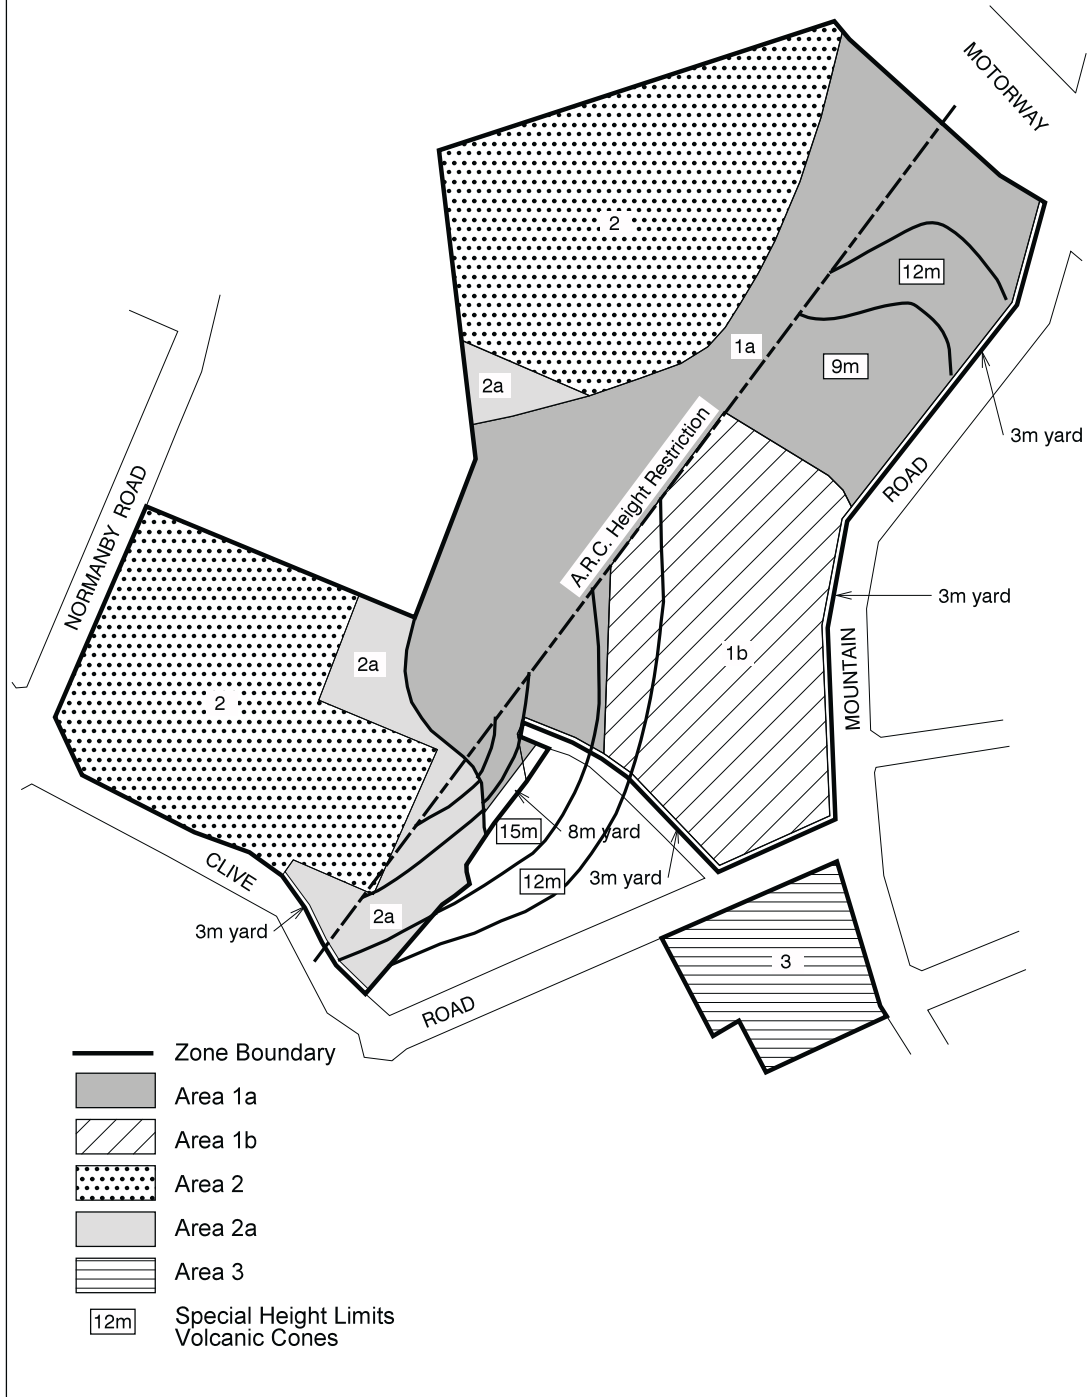 MOTORWAY
2
12m
1a
9m
2a
3m yard
A.R.C. Height Restriction
ROAD
NORMANBY ROAD
3m yard
2a
1b
MOUNTAIN
2
15m
8m yard
CLIVE
12m
3m yard
2a
3m yard
3
ROAD
Zone Boundary
Area 1a
Area 1b
Area 2
Area 2a
Area 3
12m
Special Height Limits
Volcanic Cones